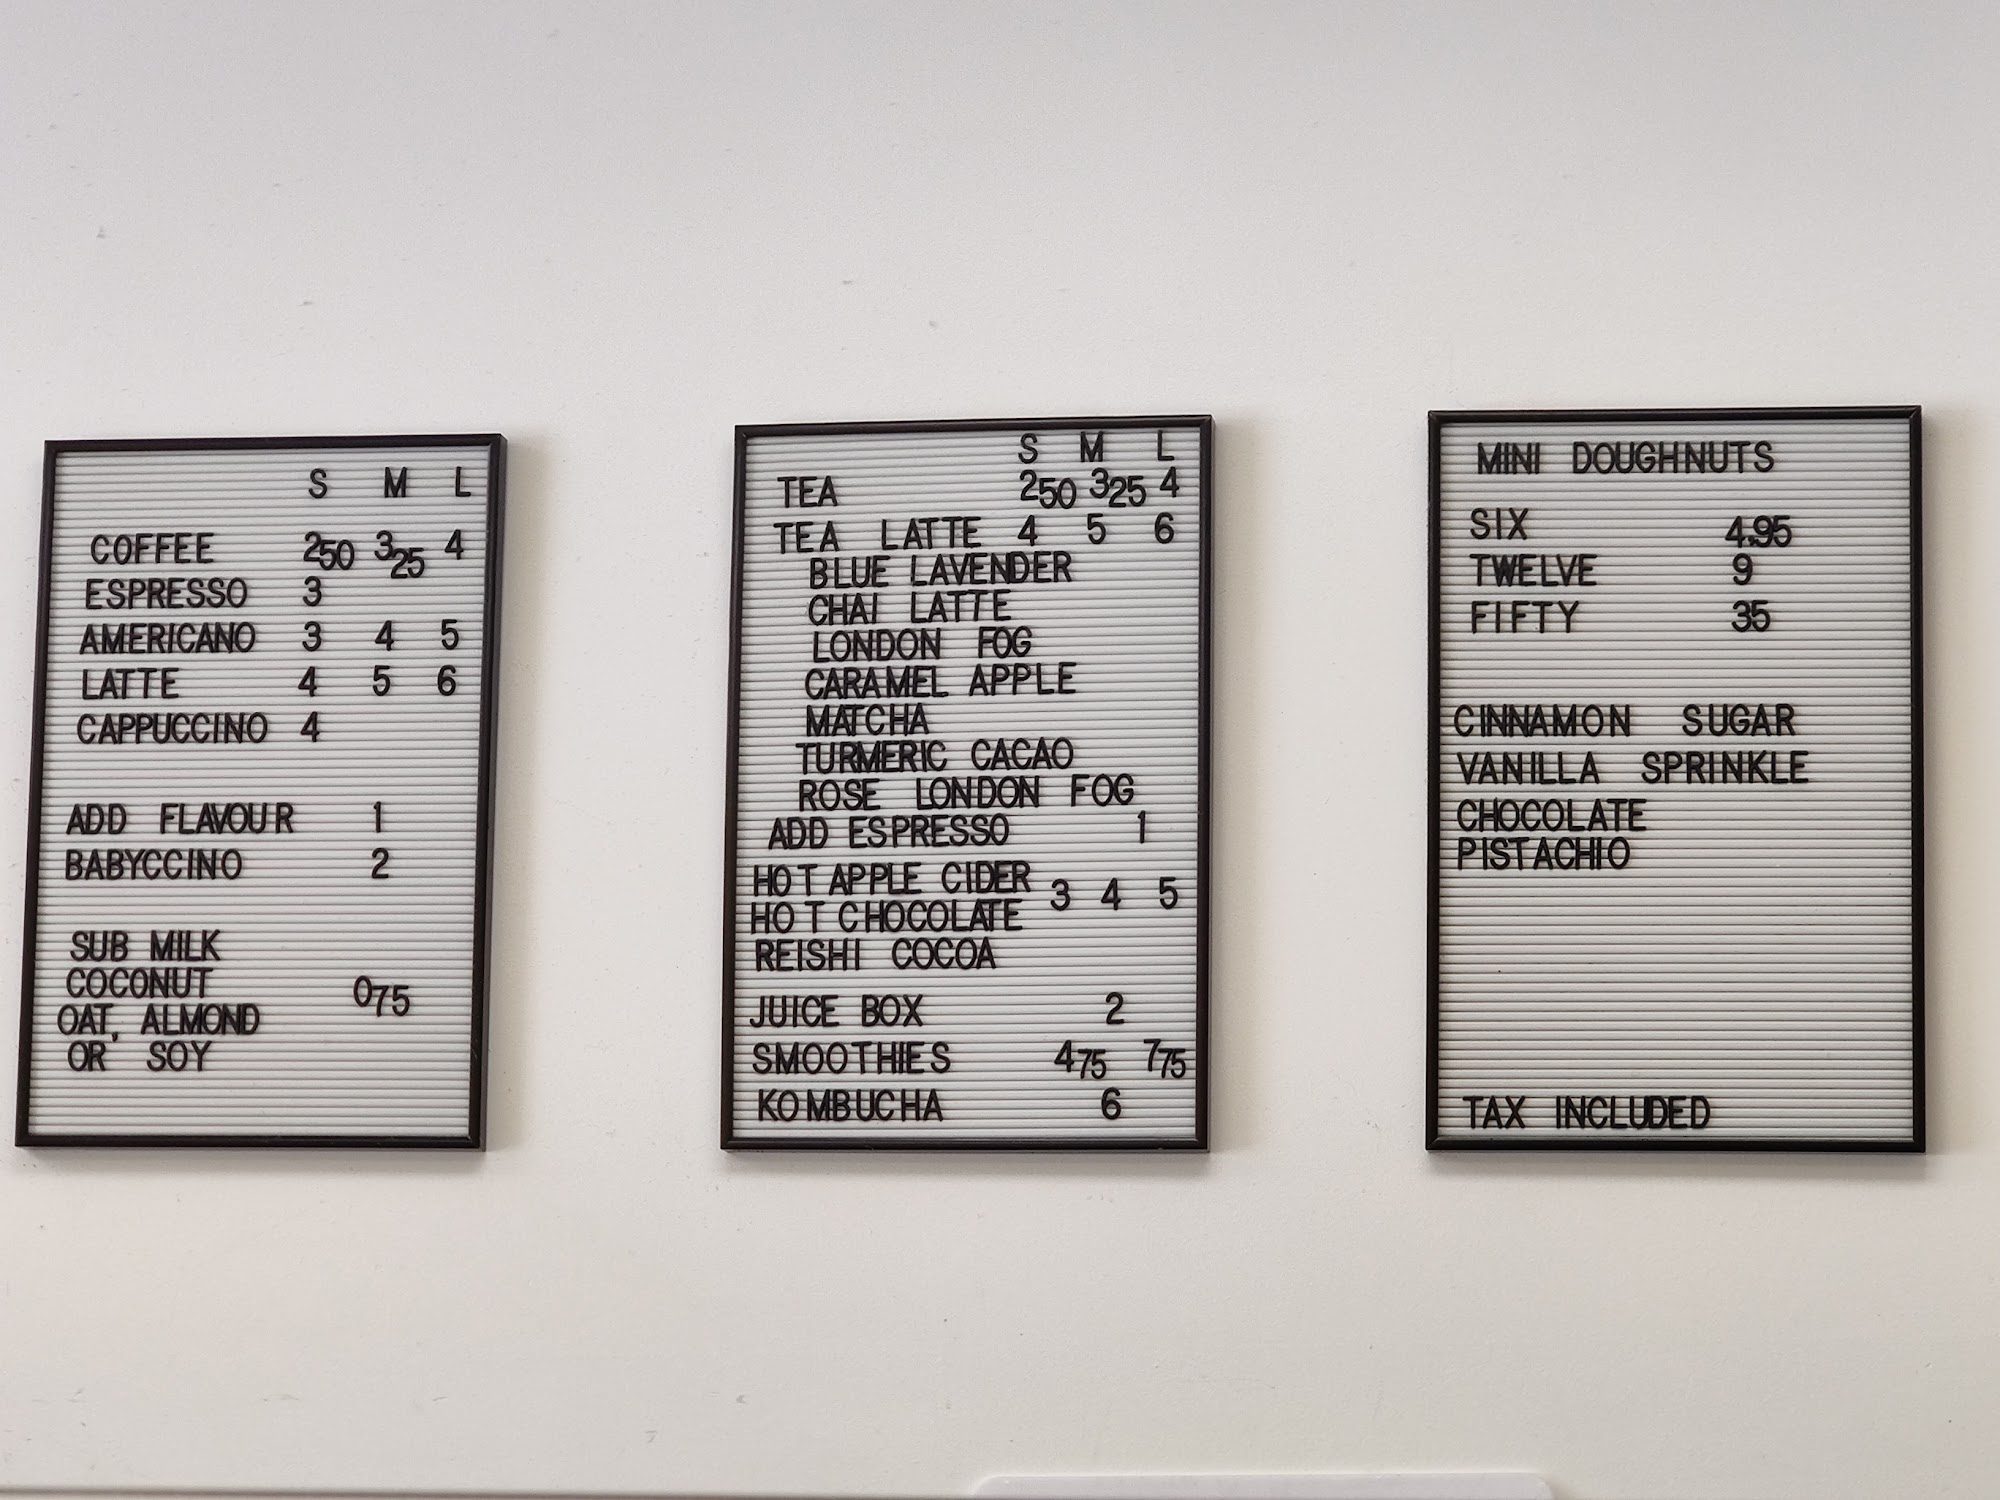 S M L
COFFEE 250 325 4
ESPRESSO 3
AMERICANO 3 4 5
LATTE 4 5 6
CAPPUCCINO 4
ADD FLAVOUR 1
BABYCCINO 2
SUB MILK
COCONUT 075
OAT, ALMOND
OR SOY
S M L
TEA 250 325 4
TEA LATTE 4 5 6
BLUE LAVENDER
CHAI LATTE
LONDON FOG
CARAMEL APPLE
MATCHA
TURMERIC CACAO
ROSE LONDON FOG
ADD ESPRESSO 1
HOT APPLE CIDER 3 4 5
HOT CHOCOLATE
REISHI COCOA
JUICE BOX 2
SMOOTHIES 475 775
KOMBUCHA 6
MINI DOUGHNUTS
SIX 4.95
TWELVE 9
FIFTY 35
CINNAMON SUGAR
VANILLA SPRINKLE
CHOCOLATE
PISTACHIO
TAX INCLUDED